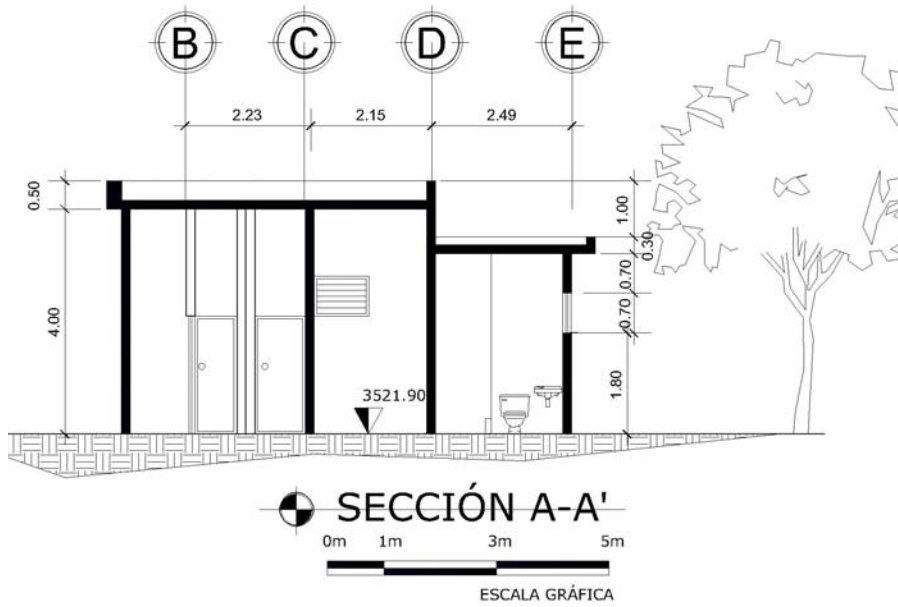 B C D E
2.23 2.15 2.49
0.50
1.00
0.30
0.70
4.00
0.70
1.80
3521.90
SECCIÓN A-A'
0m 1m 3m 5m
ESCALA GRÁFICA